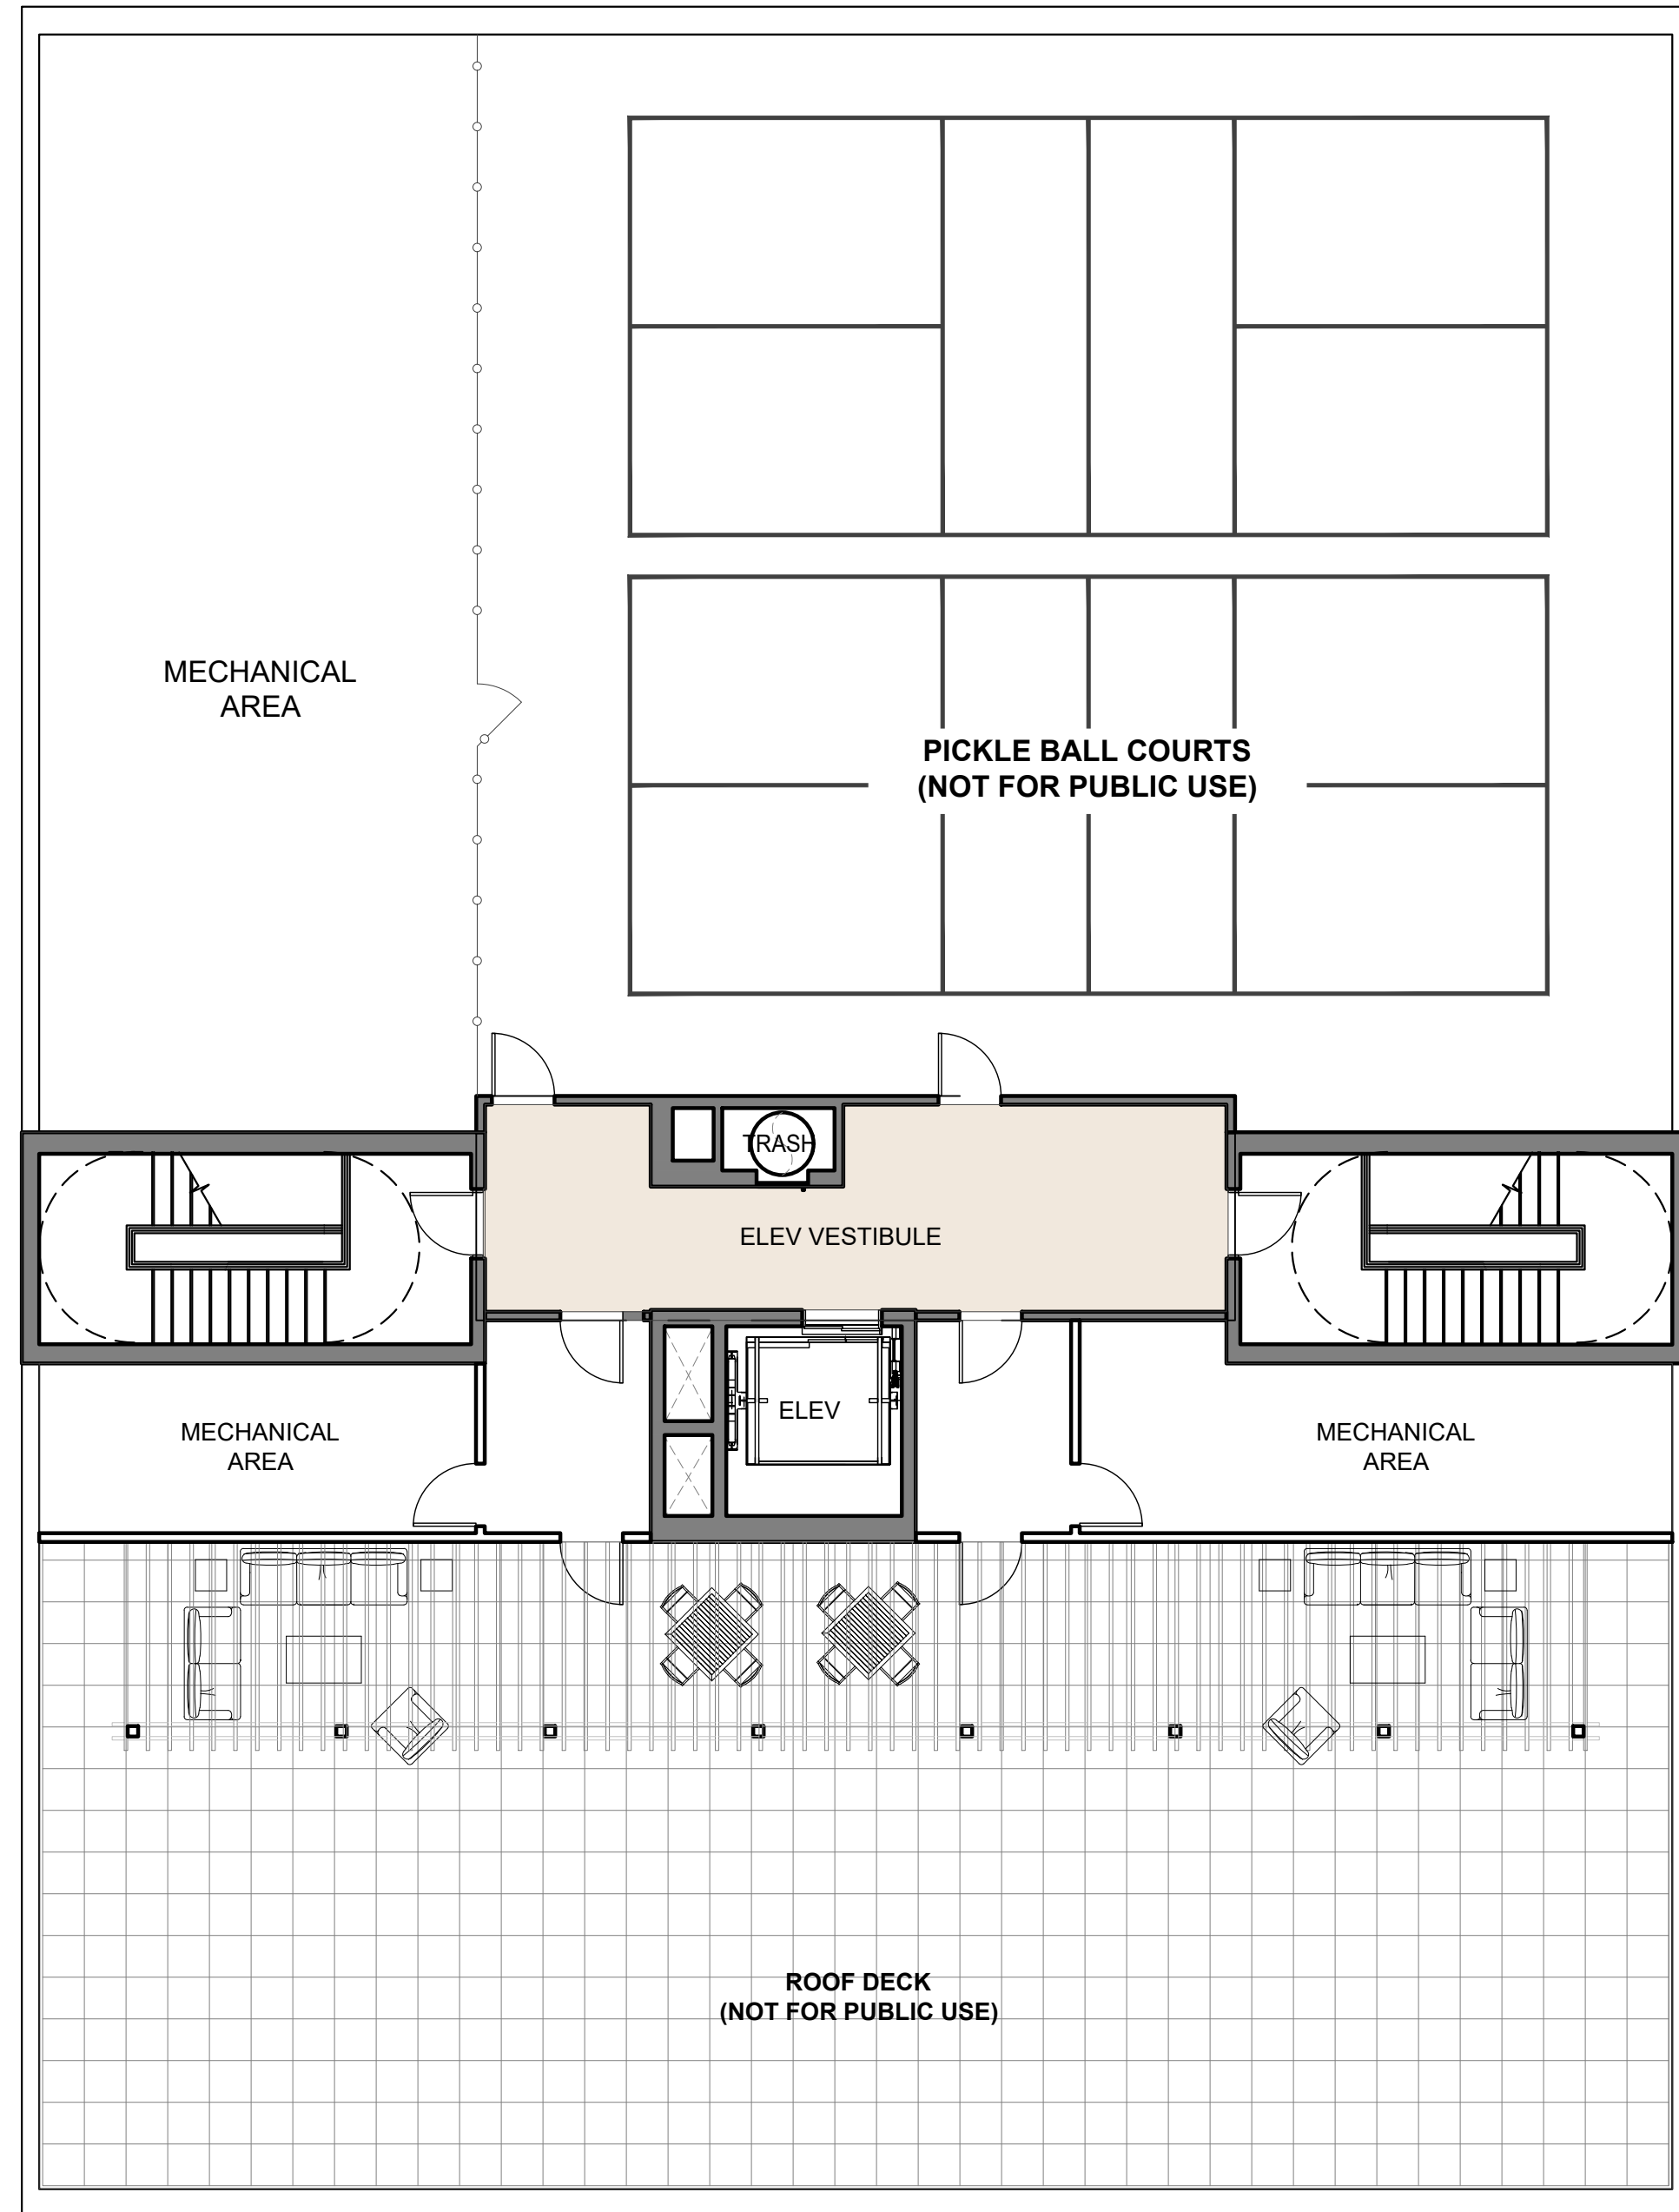 MECHANICAL
AREA
PICKLE BALL COURTS
(NOT FOR PUBLIC USE)
TRASH
ELEV VESTIBULE
ELEV
MECHANICAL
AREA
MECHANICAL
AREA
ROOF DECK
(NOT FOR PUBLIC USE)